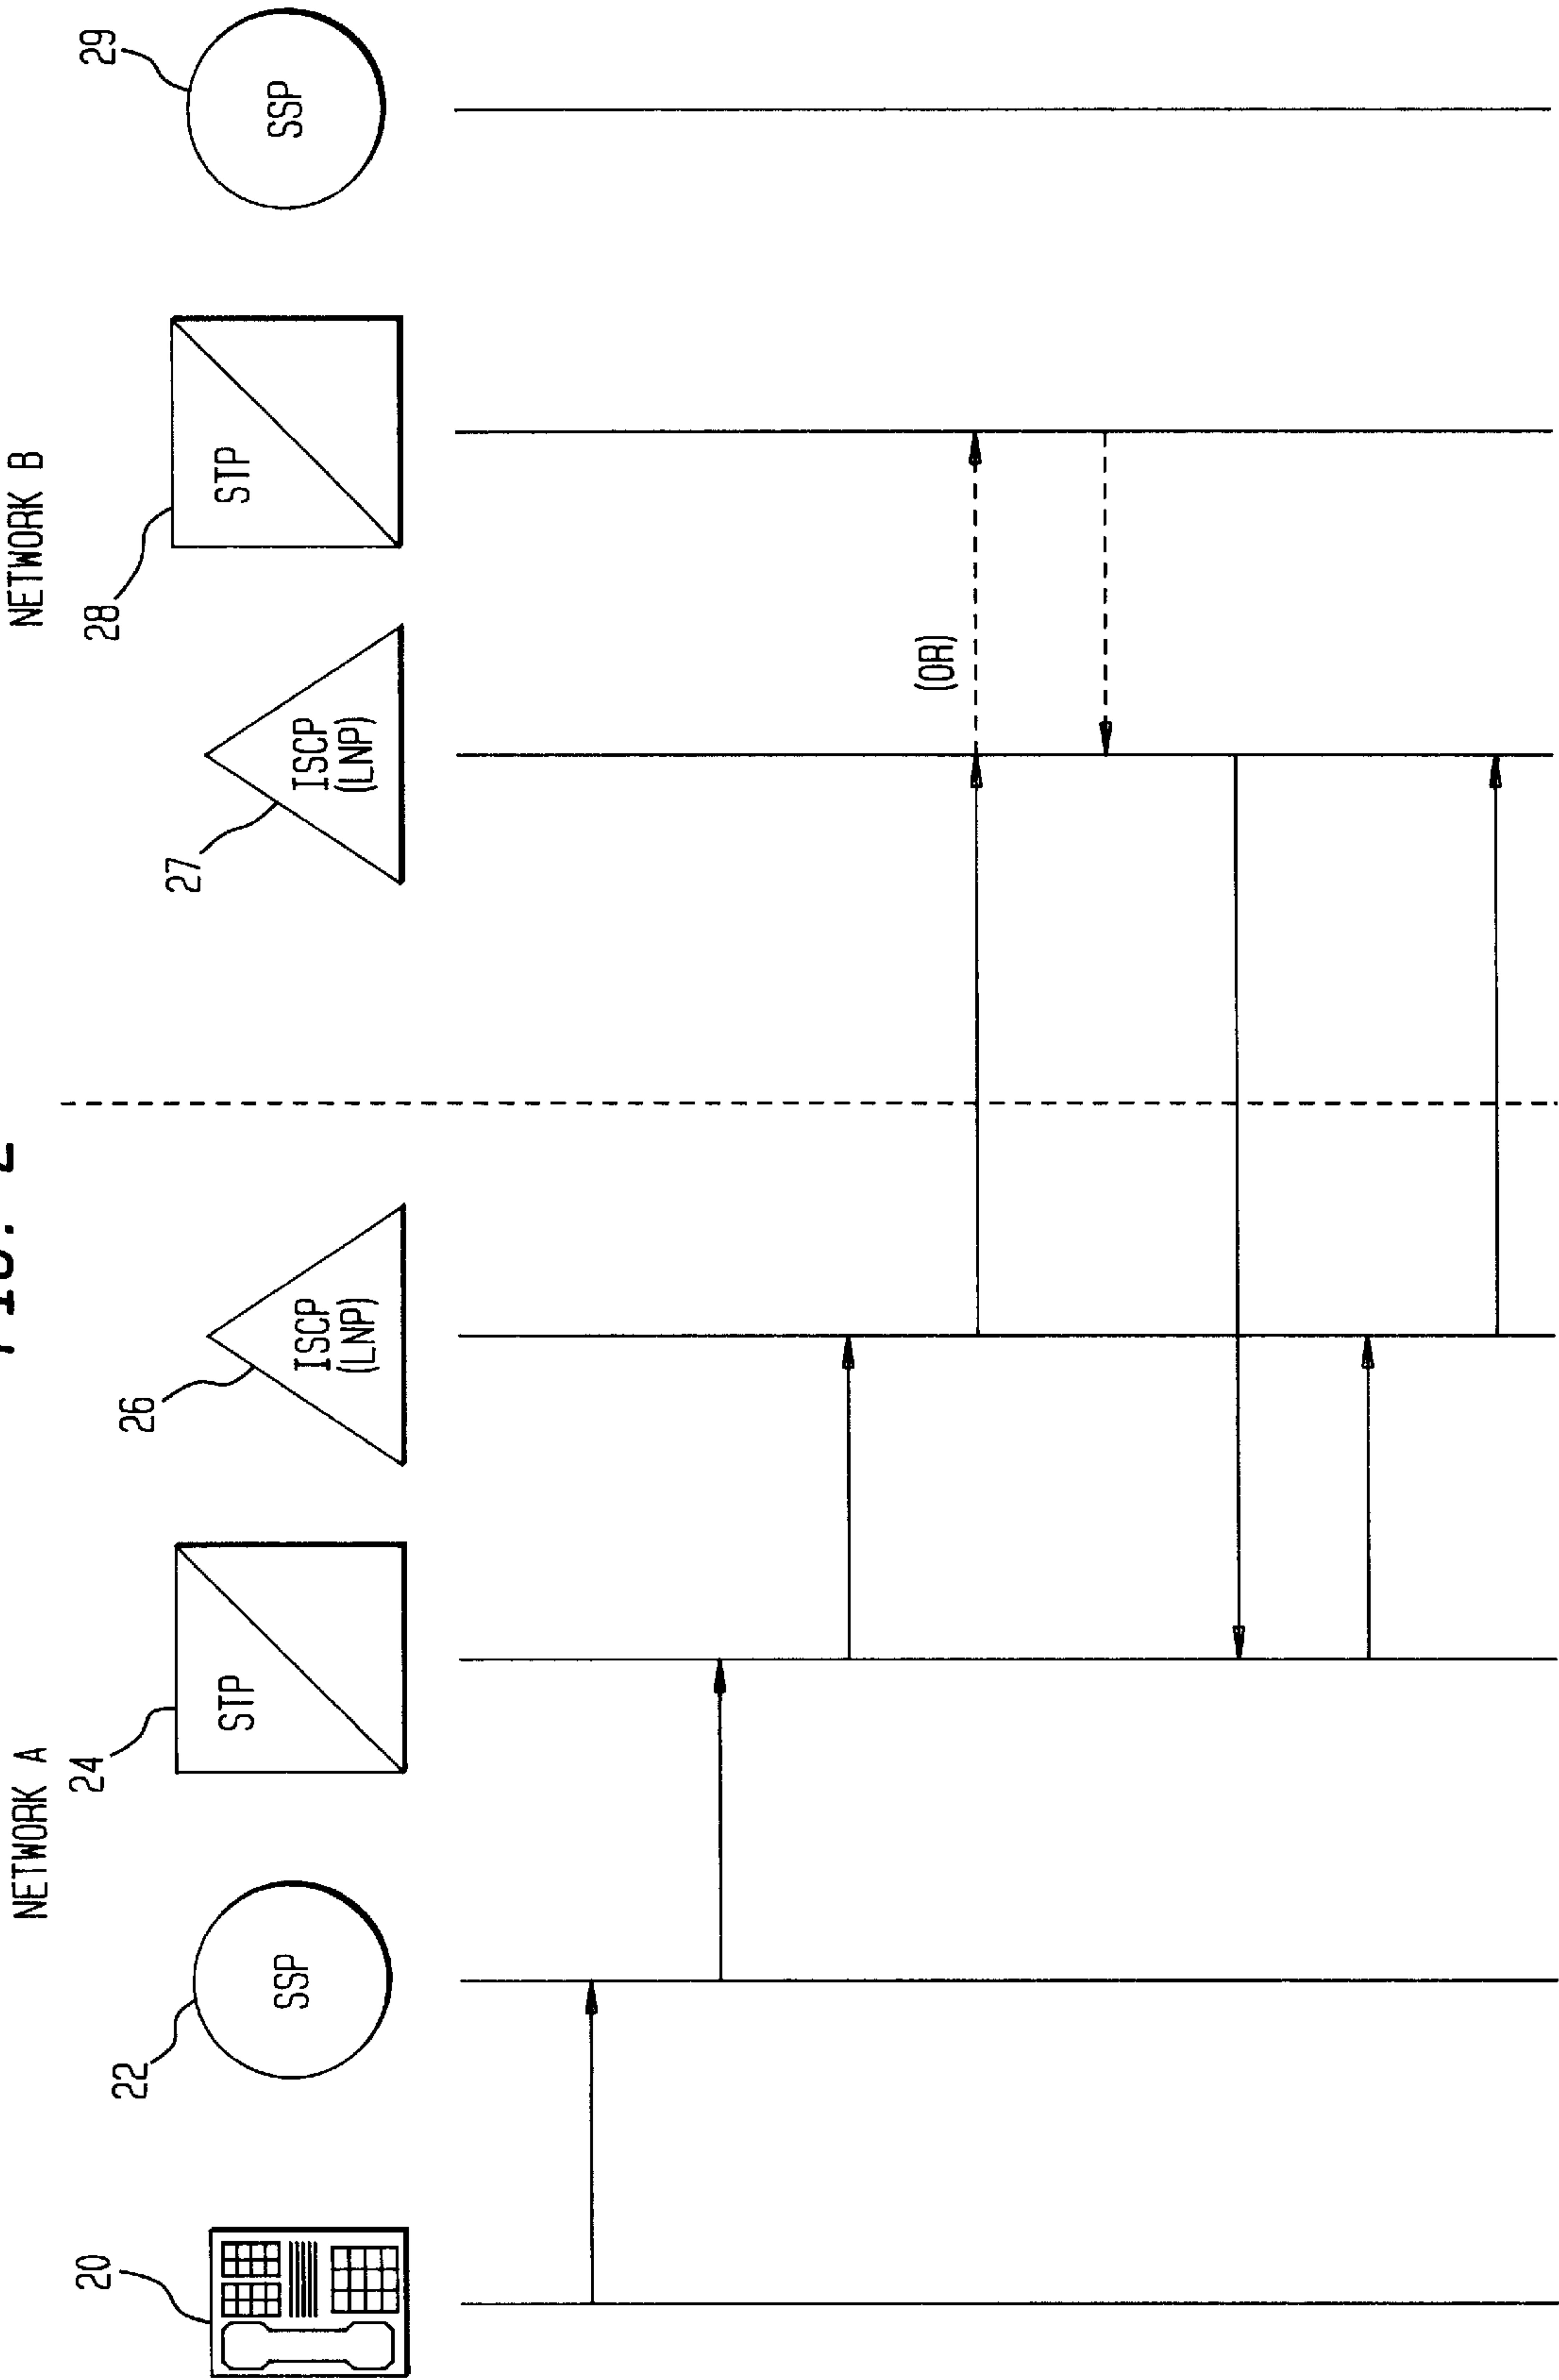 NETWORK A
NETWORK B
20
22
SSP
24
STP
26
ISCP
(LNP)
27
ISCP
(LNP)
28
STP
29
SSP
(OR)